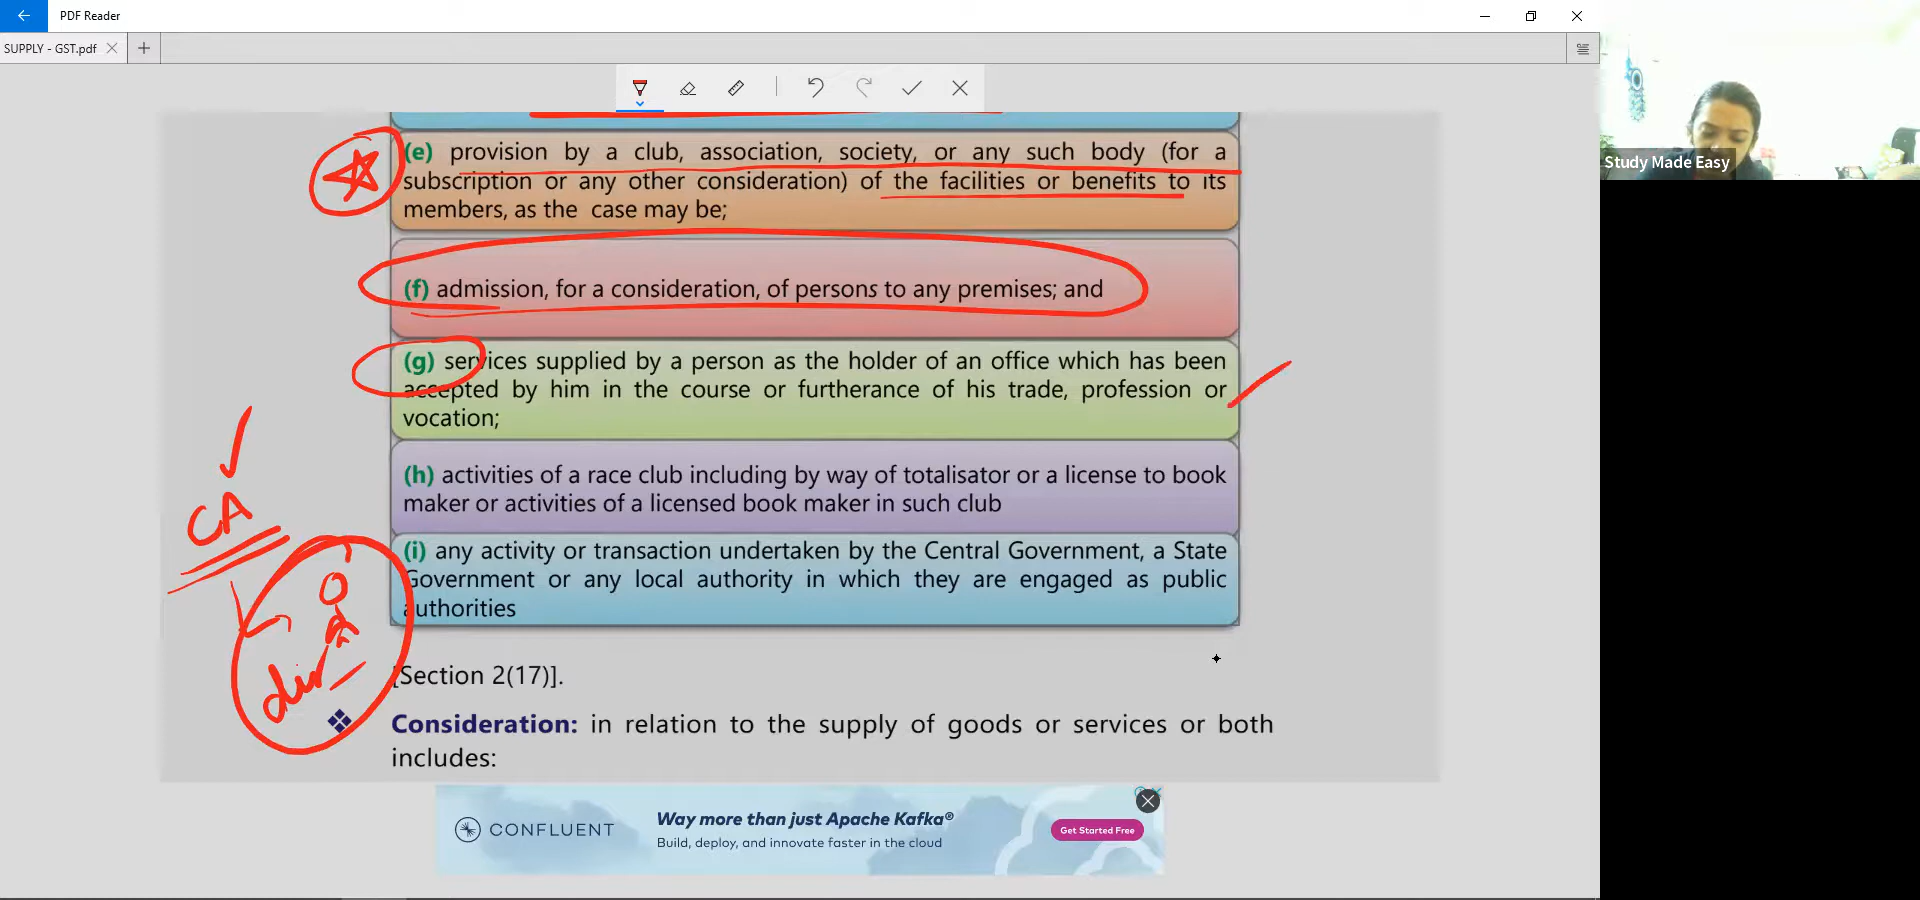 PDF Reader
SUPPLY - GST.pdf
(e) provision by a club, association, society, or any such body (for a
subscription or any other consideration) of the facilities or benefits to its
members, as the case may be;
(f) admission, for a consideration, of persons to any premises; and
(g) services supplied by a person as the holder of an office which has been
accepted by him in the course or furtherance of his trade, profession or
vocation;
(h) activities of a race club including by way of totalisator or a license to book
maker or activities of a licensed book maker in such club
(i) any activity or transaction undertaken by the Central Government, a State
Government or any local authority in which they are engaged as public
authorities
CA
[Section 2(17)].
Consideration: in relation to the supply of goods or services or both
includes:
CONFLUENT
Way more than just Apache Kafka®
Build, deploy, and innovate faster in the cloud
Get Started Free
Study Made Easy